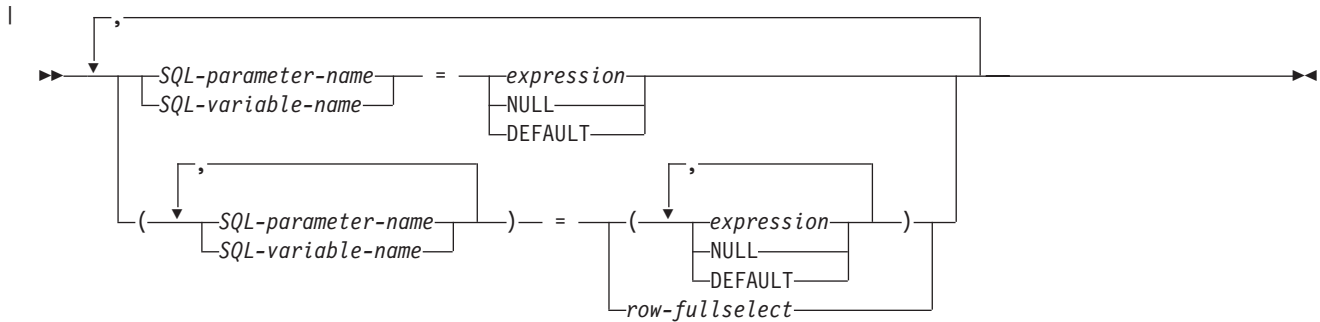 |
,
SQL-parameter-name = expression
SQL-variable-name NULL
DEFAULT
, ,
( SQL-parameter-name ) = ( expression )
SQL-variable-name NULL
DEFAULT
row-fullselect